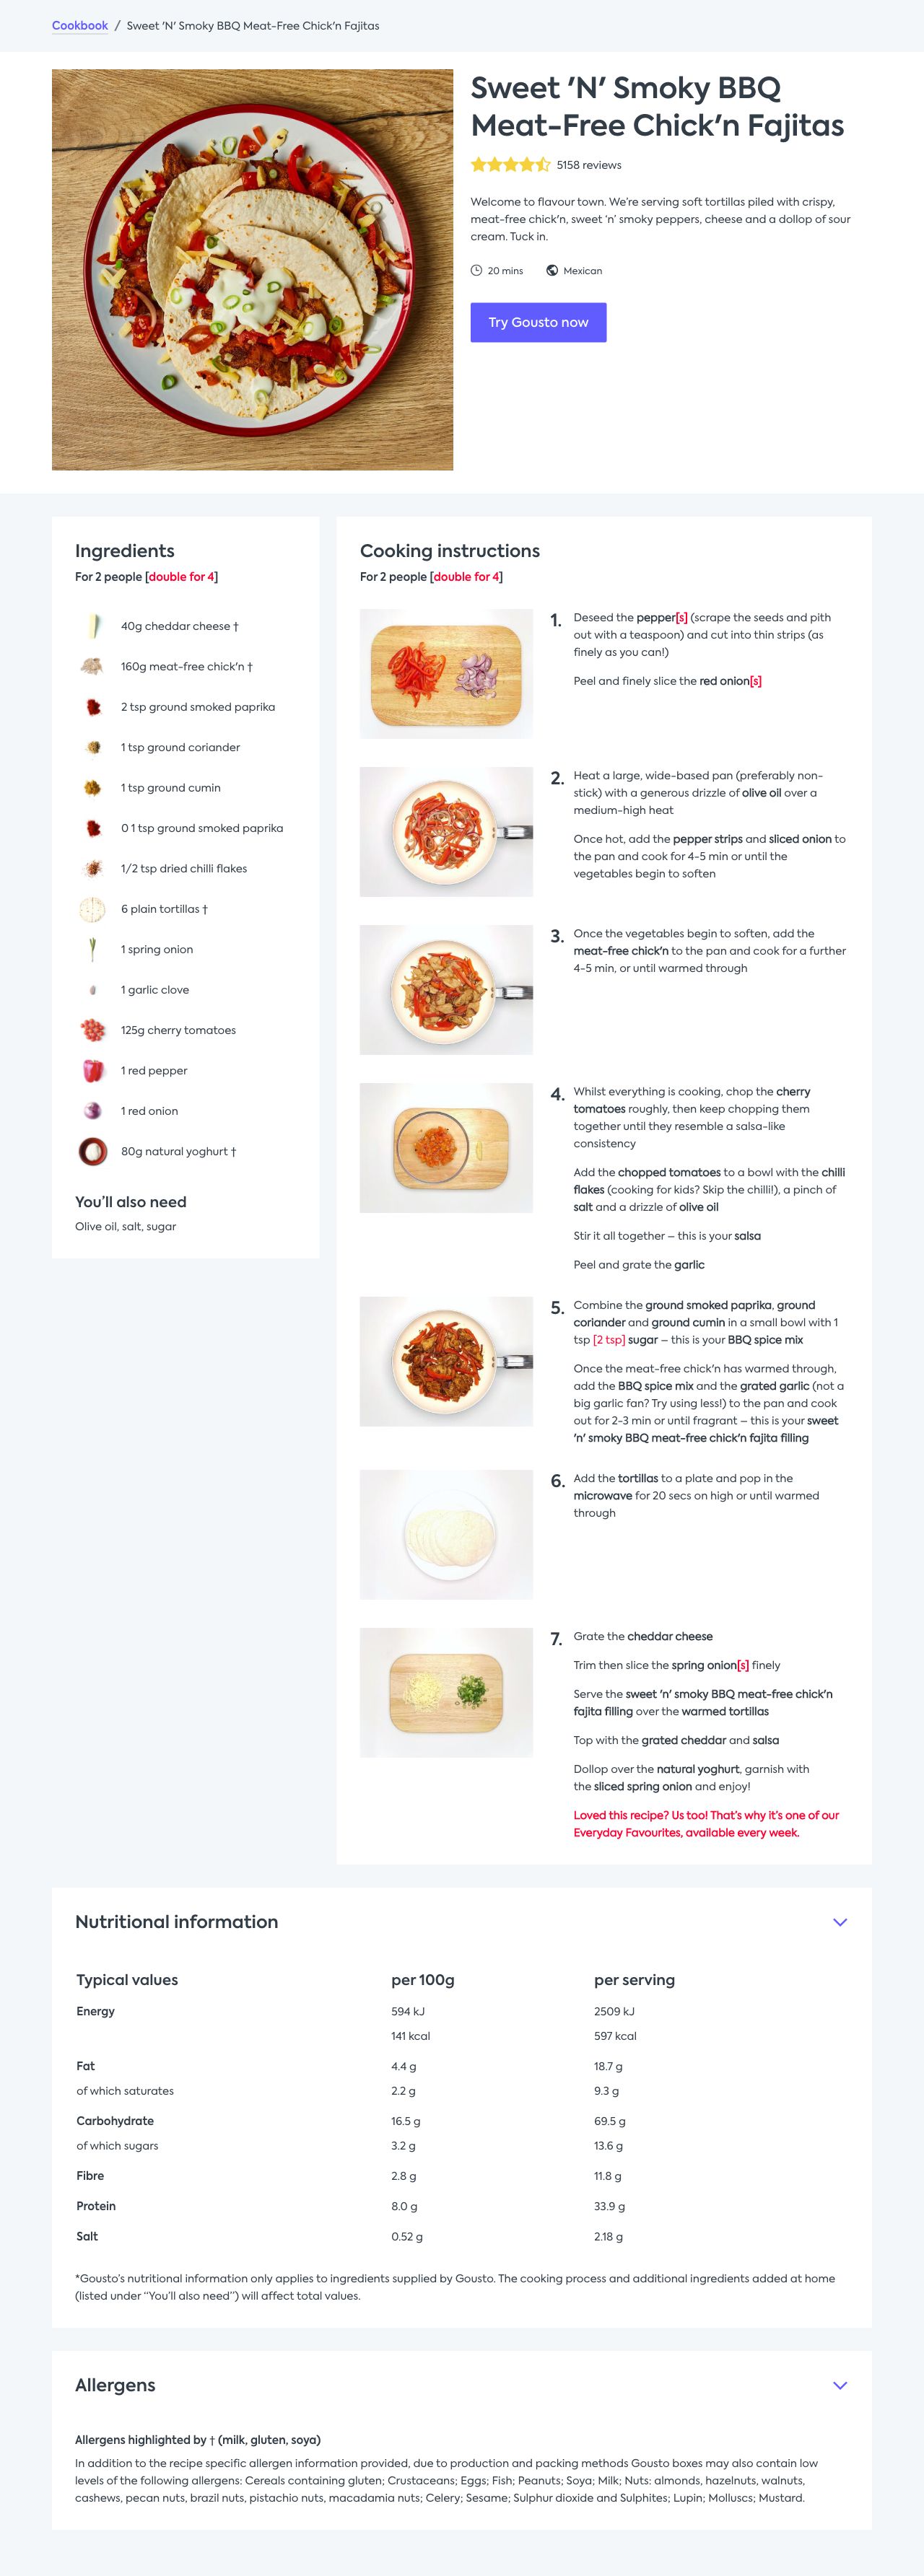 Cookbook / Sweet 'N' Smoky BBQ Meat-Free Chick'n Fajitas
Sweet 'N' Smoky BBQ
Meat-Free Chick'n Fajitas
5158 reviews
Welcome to flavour town. We're serving soft tortillas piled with crispy,
meat-free chick'n, sweet 'n' smoky peppers, cheese and a dollop of sour
cream. Tuck in.
20 mins Mexican
Try Gousto now
Ingredients
For 2 people [double for 4]
40g cheddar cheese †
160g meat-free chick'n †
2 tsp ground smoked paprika
1 tsp ground coriander
1 tsp ground cumin
0 1 tsp ground smoked paprika
1/2 tsp dried chilli flakes
6 plain tortillas †
1 spring onion
1 garlic clove
125g cherry tomatoes
1 red pepper
1 red onion
80g natural yoghurt †
You'll also need
Olive oil, salt, sugar
Cooking instructions
For 2 people [double for 4]
1. Deseed the pepper[s] (scrape the seeds and pith
out with a teaspoon) and cut into thin strips (as
finely as you can!)
Peel and finely slice the red onion[s]
2. Heat a large, wide-based pan (preferably non-
stick) with a generous drizzle of olive oil over a
medium-high heat
Once hot, add the pepper strips and sliced onion to
the pan and cook for 4-5 min or until the
vegetables begin to soften
3. Once the vegetables begin to soften, add the
meat-free chick'n to the pan and cook for a further
4-5 min, or until warmed through
4. Whilst everything is cooking, chop the cherry
tomatoes roughly, then keep chopping them
together until they resemble a salsa-like
consistency
Add the chopped tomatoes to a bowl with the chilli
flakes (cooking for kids? Skip the chilli!), a pinch of
salt and a drizzle of olive oil
Stir it all together – this is your salsa
Peel and grate the garlic
5. Combine the ground smoked paprika, ground
coriander and ground cumin in a small bowl with 1
tsp [2 tsp] sugar – this is your BBQ spice mix
Once the meat-free chick'n has warmed through,
add the BBQ spice mix and the grated garlic (not a
big garlic fan? Try using less!) to the pan and cook
out for 2-3 min or until fragrant – this is your sweet
'n' smoky BBQ meat-free chick'n fajita filling
6. Add the tortillas to a plate and pop in the
microwave for 20 secs on high or until warmed
through
7. Grate the cheddar cheese
Trim then slice the spring onion[s] finely
Serve the sweet 'n' smoky BBQ meat-free chick'n
fajita filling over the warmed tortillas
Top with the grated cheddar and salsa
Dollop over the natural yoghurt, garnish with
the sliced spring onion and enjoy!
Loved this recipe? Us too! That's why it's one of our
Everyday Favourites, available every week.
Nutritional information
Typical values per 100g per serving
Energy 594 kJ 2509 kJ
141 kcal 597 kcal
Fat 4.4 g 18.7 g
of which saturates 2.2 g 9.3 g
Carbohydrate 16.5 g 69.5 g
of which sugars 3.2 g 13.6 g
Fibre 2.8 g 11.8 g
Protein 8.0 g 33.9 g
Salt 0.52 g 2.18 g
*Gousto's nutritional information only applies to ingredients supplied by Gousto. The cooking process and additional ingredients added at home
(listed under "You'll also need") will affect total values.
Allergens
Allergens highlighted by † (milk, gluten, soya)
In addition to the recipe specific allergen information provided, due to production and packing methods Gousto boxes may also contain low
levels of the following allergens: Cereals containing gluten; Crustaceans; Eggs; Fish; Peanuts; Soya; Milk; Nuts: almonds, hazelnuts, walnuts,
cashews, pecan nuts, brazil nuts, pistachio nuts, macadamia nuts; Celery; Sesame; Sulphur dioxide and Sulphites; Lupin; Molluscs; Mustard.